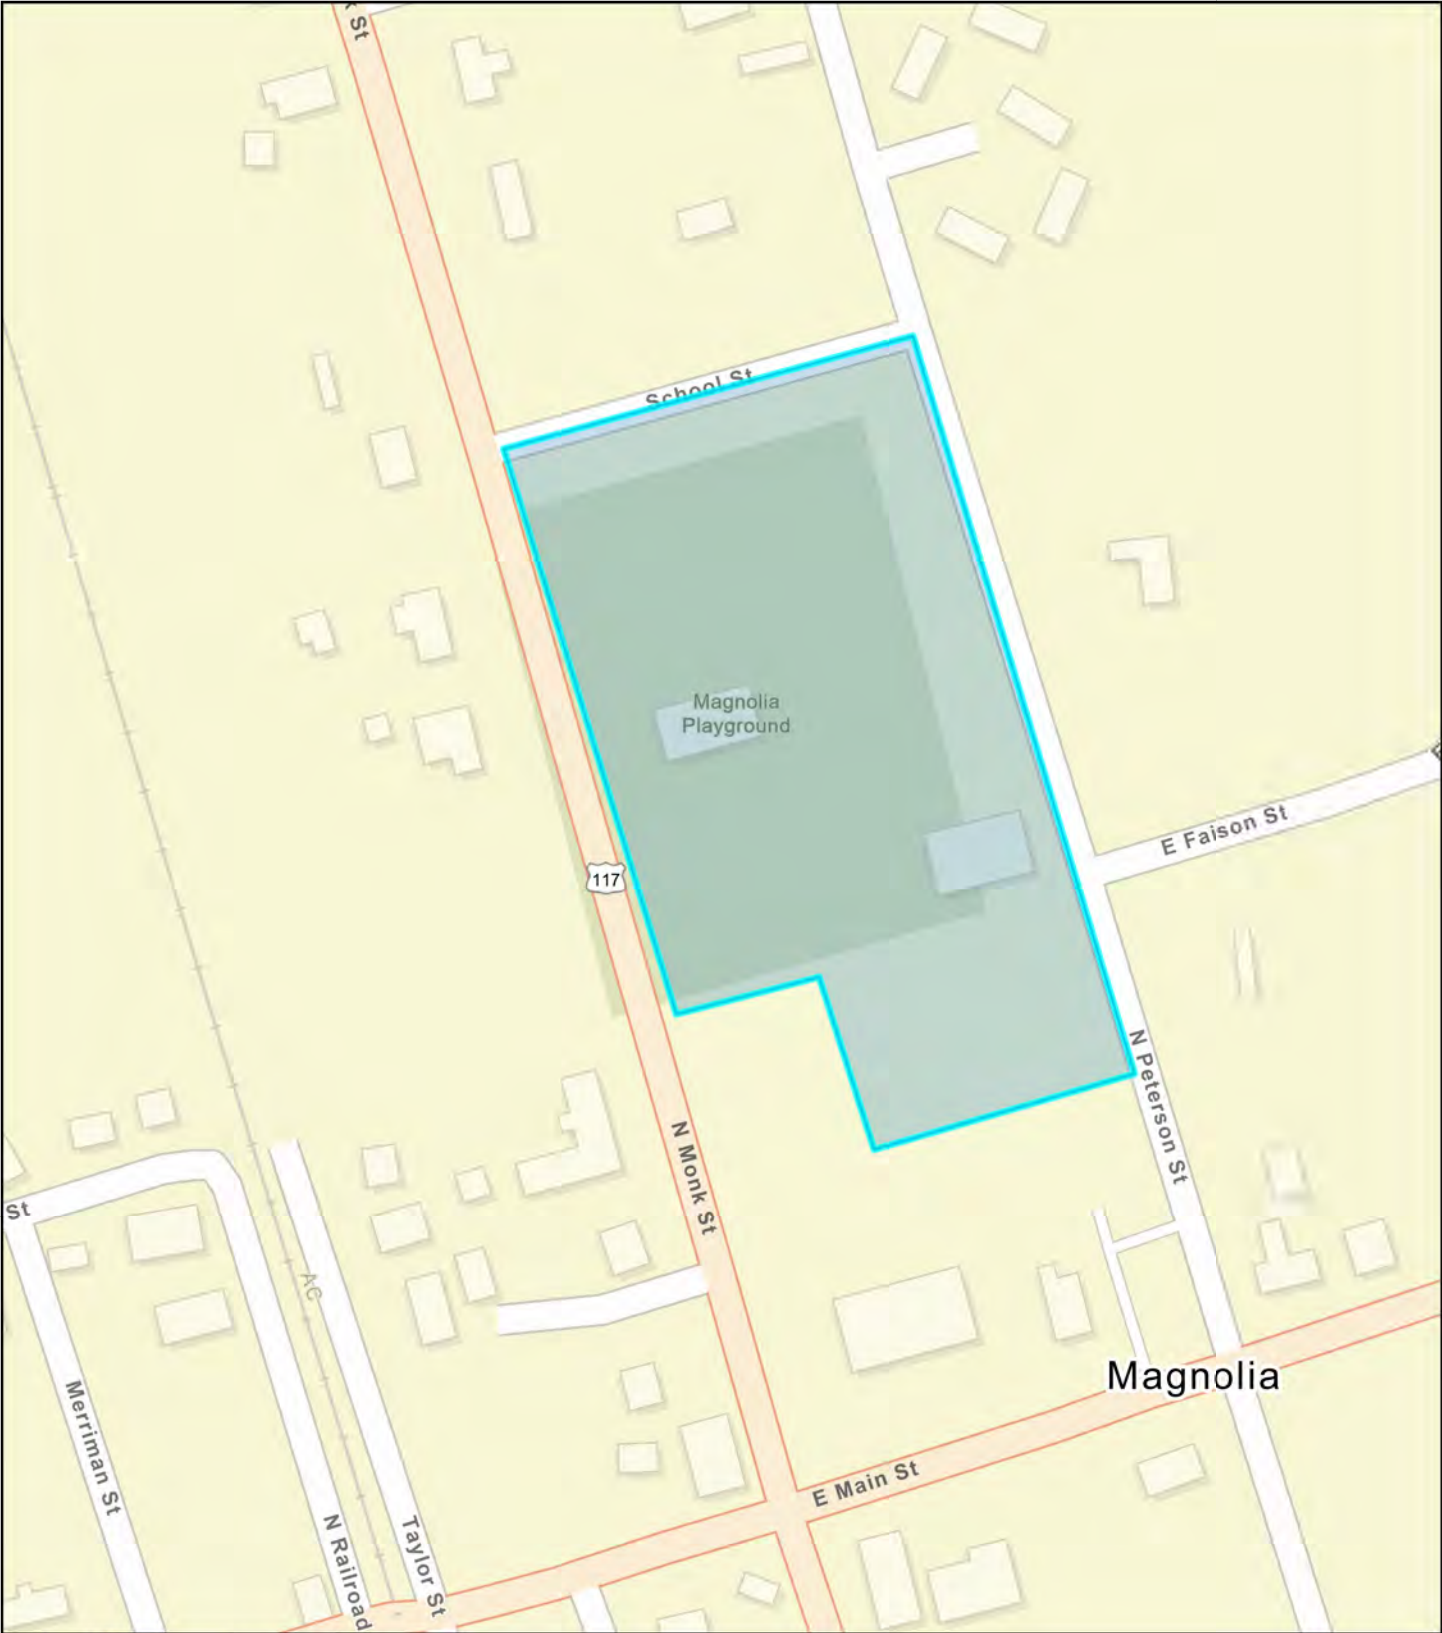 St
School St
Magnolia
Playground
E Faison St
117
N Peterson St
N Monk St
St
AC
Magnolia
Merriman St
E Main St
N Railroad
Taylor St